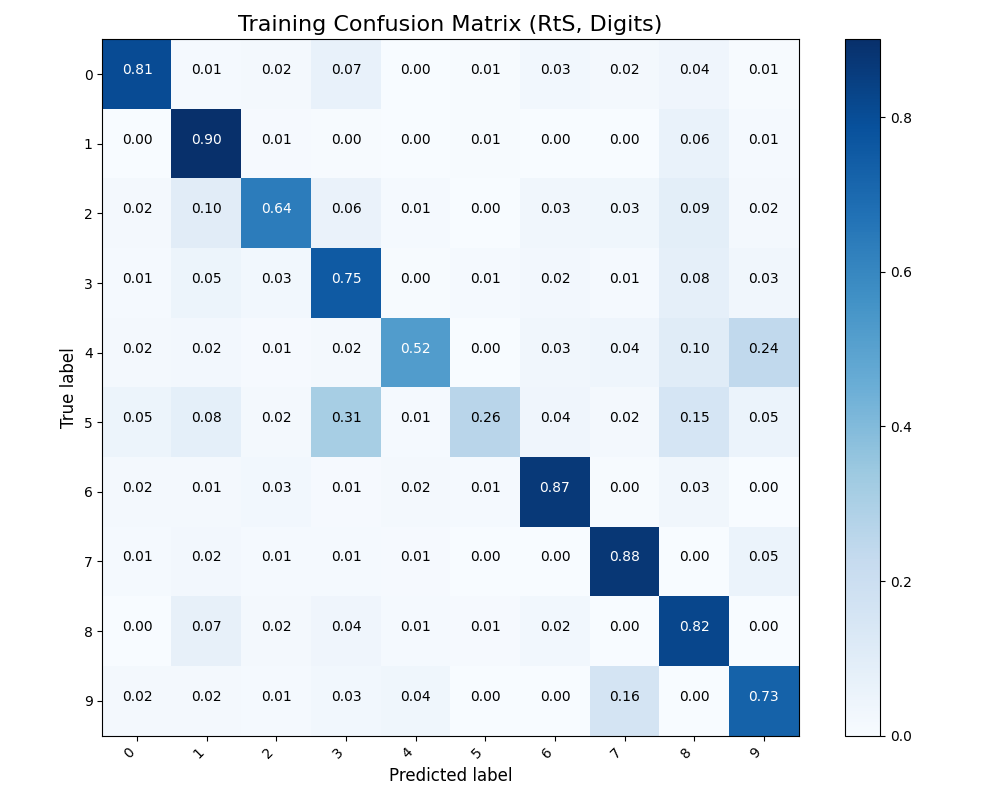 Training Confusion Matrix (RtS, Digits)
0 0.81 0.01 0.02 0.07 0.00 0.01 0.03 0.02 0.04 0.01
1 0.00 0.90 0.01 0.00 0.00 0.01 0.00 0.00 0.06 0.01
2 0.02 0.10 0.64 0.06 0.01 0.00 0.03 0.03 0.09 0.02
3 0.01 0.05 0.03 0.75 0.00 0.01 0.02 0.01 0.08 0.03
4 0.02 0.02 0.01 0.02 0.52 0.00 0.03 0.04 0.10 0.24
5 0.05 0.08 0.02 0.31 0.01 0.26 0.04 0.02 0.15 0.05
6 0.02 0.01 0.03 0.01 0.02 0.01 0.87 0.00 0.03 0.00
7 0.01 0.02 0.01 0.01 0.01 0.00 0.00 0.88 0.00 0.05
8 0.00 0.07 0.02 0.04 0.01 0.01 0.02 0.00 0.82 0.00
9 0.02 0.02 0.01 0.03 0.04 0.00 0.00 0.16 0.00 0.73
0 1 2 3 4 5 6 7 8 9
Predicted label
True label
0.8
0.6
0.4
0.2
0.0